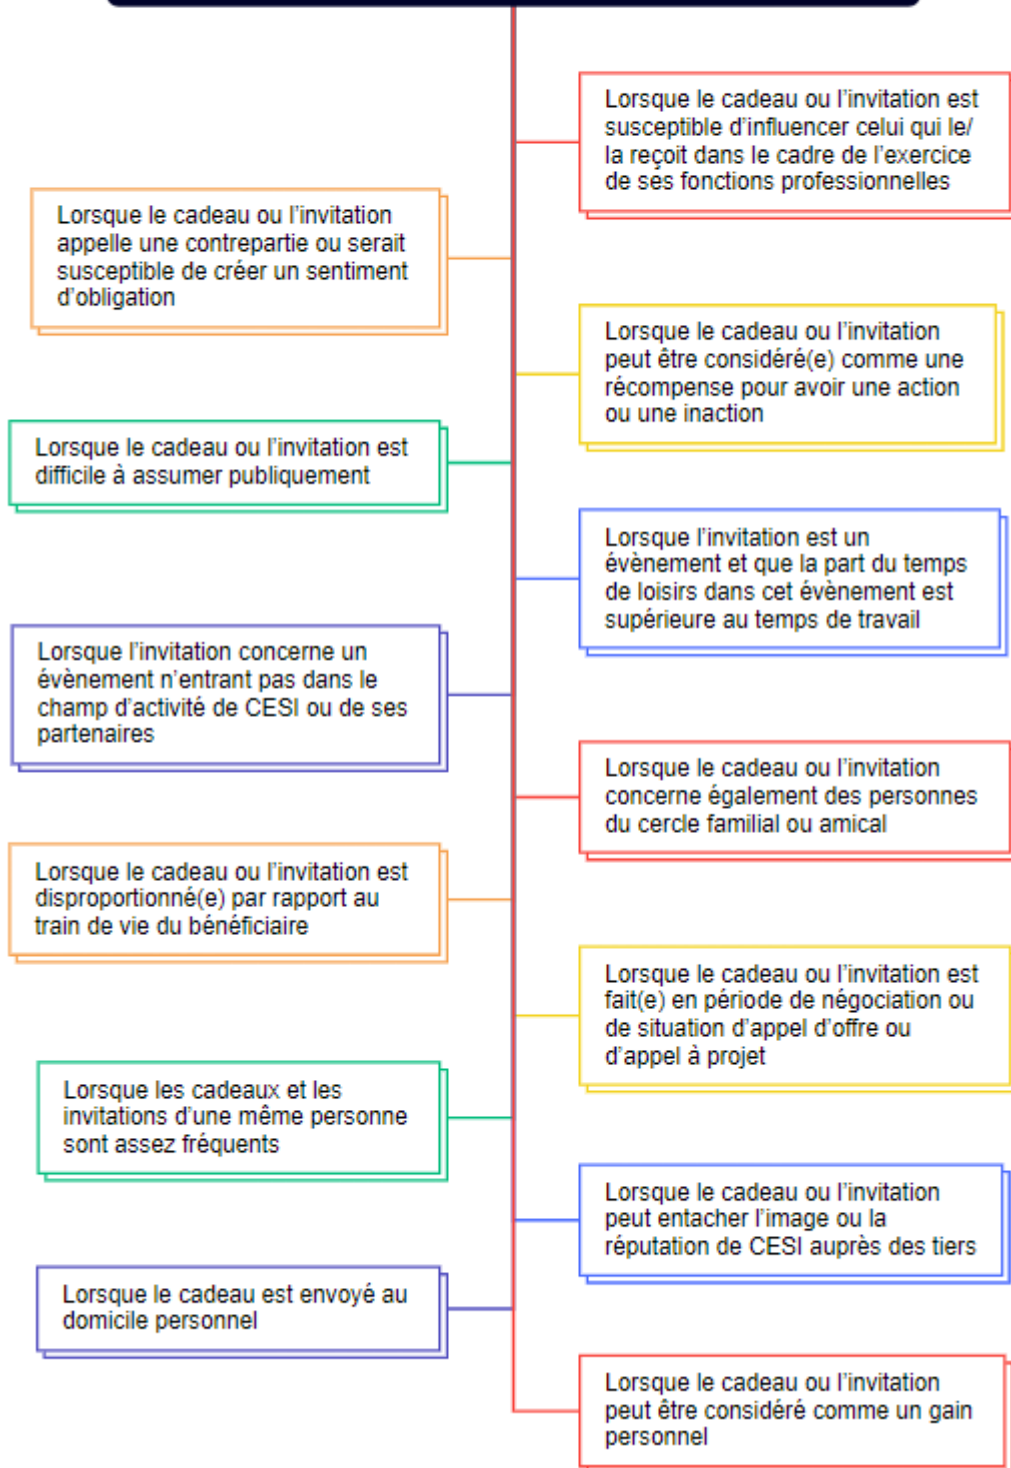 Lorsque le cadeau ou l’invitation est
susceptible d’influencer celui qui le/
la reçoit dans le cadre de l’exercice
de ses fonctions professionnelles
Lorsque le cadeau ou l’invitation
appelle une contrepartie ou serait
susceptible de créer un sentiment
d’obligation
Lorsque le cadeau ou l’invitation
peut être considéré(e) comme une
récompense pour avoir une action
ou une inaction
Lorsque le cadeau ou l’invitation est
difficile à assumer publiquement
Lorsque l’invitation est un
évènement et que la part du temps
de loisirs dans cet évènement est
supérieure au temps de travail
Lorsque l’invitation concerne un
évènement n’entrant pas dans le
champ d’activité de CESI ou de ses
partenaires
Lorsque le cadeau ou l’invitation
concerne également des personnes
du cercle familial ou amical
Lorsque le cadeau ou l’invitation est
disproportionné(e) par rapport au
train de vie du bénéficiaire
Lorsque le cadeau ou l’invitation est
fait(e) en période de négociation ou
de situation d’appel d’offre ou
d’appel à projet
Lorsque les cadeaux et les
invitations d’une même personne
sont assez fréquents
Lorsque le cadeau ou l’invitation
peut entacher l’image ou la
réputation de CESI auprès des tiers
Lorsque le cadeau est envoyé au
domicile personnel
Lorsque le cadeau ou l’invitation
peut être considéré comme un gain
personnel